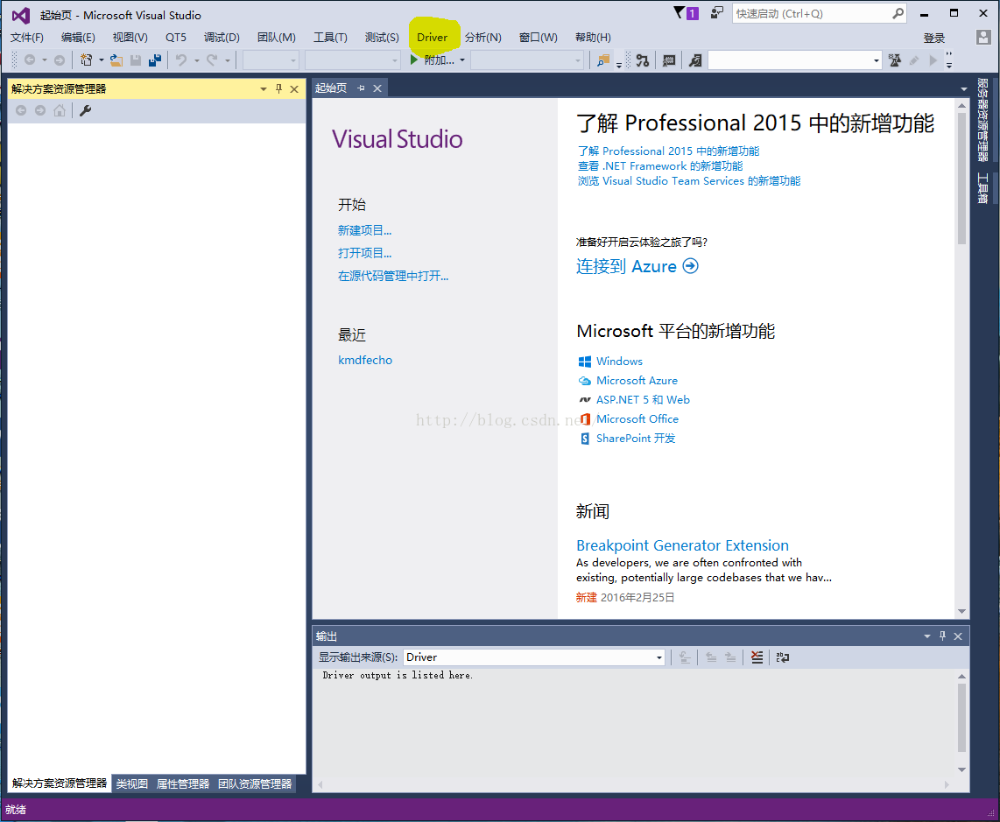 起始页 - Microsoft Visual Studio
1
快速启动 (Ctrl+Q)
文件(F) 编辑(E) 视图(V) QT5 调试(D) 团队(M) 工具(T) 测试(S) Driver 分析(N) 窗口(W) 帮助(H)
登录
附加...
解决方案资源管理器
起始页
服务器资源管理器
工具箱
Visual Studio
开始
新建项目...
打开项目...
在源代码管理中打开...
最近
kmdfecho
了解 Professional 2015 中的新增功能
了解 Professional 2015 中的新增功能
查看 .NET Framework 的新增功能
浏览 Visual Studio Team Services 的新增功能
准备好开启云体验之旅了吗?
连接到 Azure
Microsoft 平台的新增功能
Windows
Microsoft Azure
ASP.NET 5 和 Web
http://blog.csdn.net/
Microsoft Office
SharePoint 开发
新闻
Breakpoint Generator Extension
As developers, we are often confronted with
existing, potentially large codebases that we hav...
新建 2016年2月25日
输出
显示输出来源(S): Driver
Driver output is listed here.
解决方案资源管理器 类视图 属性管理器 团队资源管理器
就绪